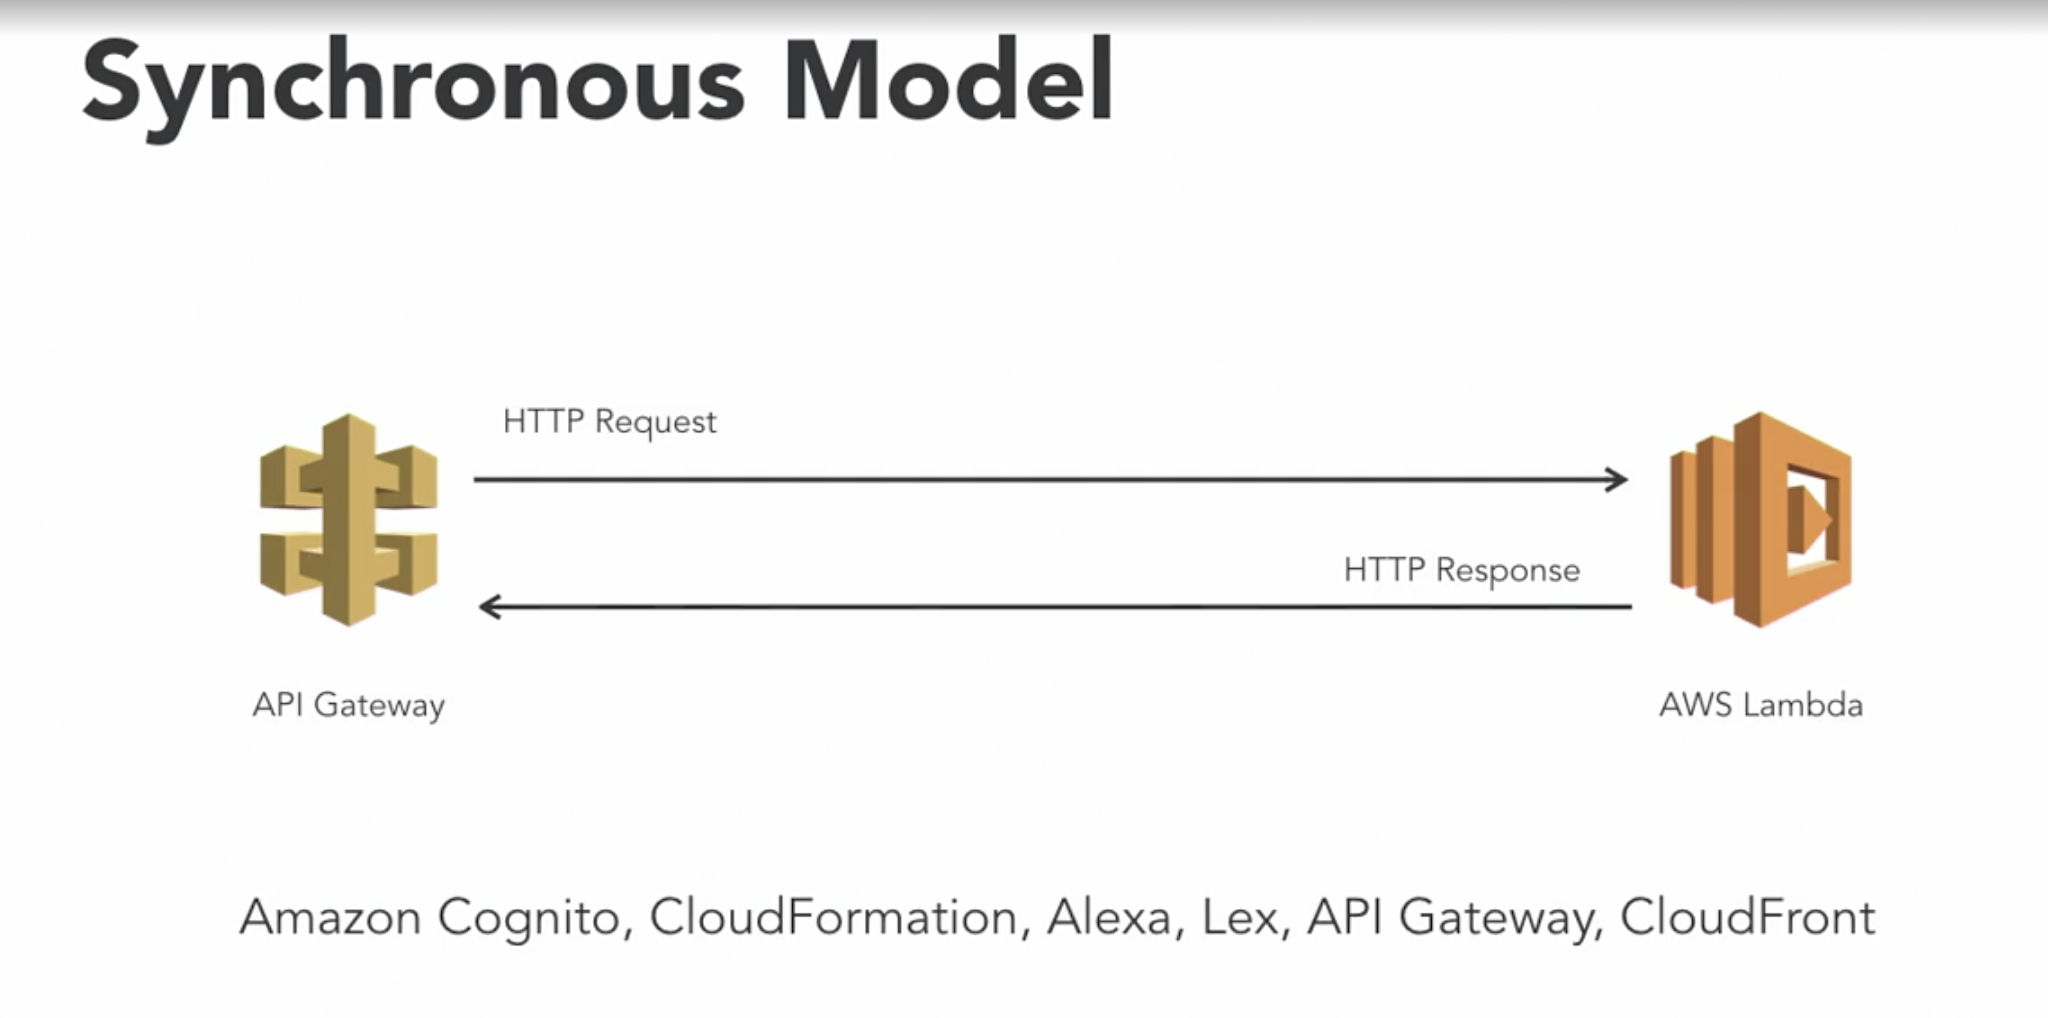 Synchronous Model
HTTP Request
HTTP Response
API Gateway
AWS Lambda
Amazon Cognito, CloudFormation, Alexa, Lex, API Gateway, CloudFront